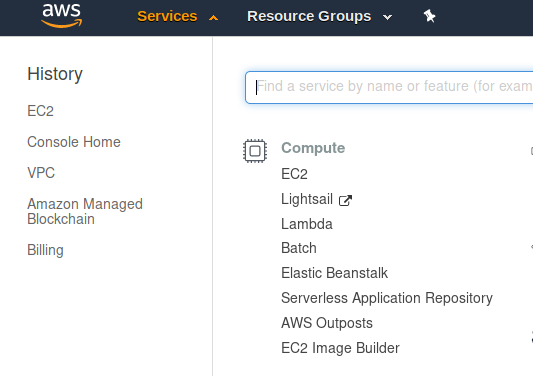 aws
Services
Resource Groups
History
EC2
Console Home
VPC
Amazon Managed
Blockchain
Billing
Find a service by name or feature (for exam
Compute
EC2
Lightsail
Lambda
Batch
Elastic Beanstalk
Serverless Application Repository
AWS Outposts
EC2 Image Builder